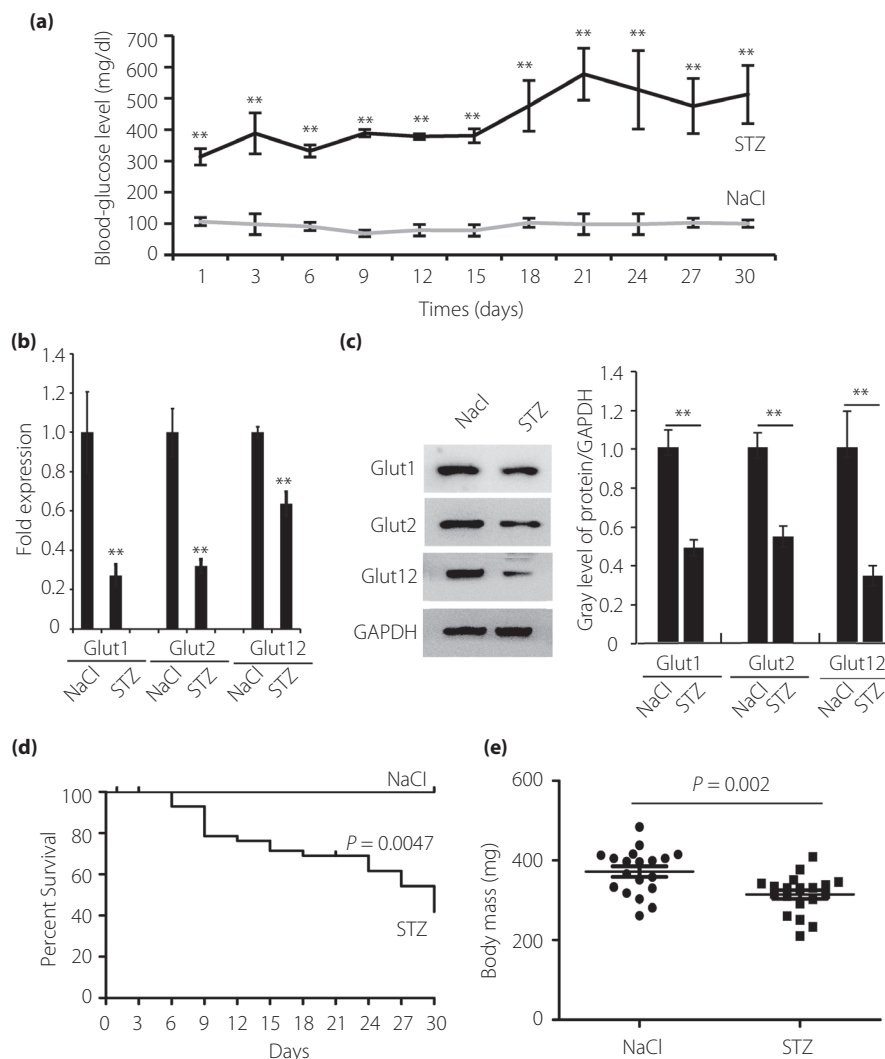 (a)
700
600
500
400
300
200
100
0
Blood-glucose level (mg/dl)
** ** ** ** ** ** ** ** ** ** **
STZ
NaCl
1 3 6 9 12 15 18 21 24 27 30
Times (days)
(b)
1.4
1.2
1.0
0.8
0.6
0.4
0.2
0
Fold expression
**
**
**
Glut1 Glut2 Glut12
NaCl STZ NaCl STZ NaCl STZ
(c)
NaCl STZ
Glut1
Glut2
Glut12
GAPDH
1.4
1.2
1.0
0.8
0.6
0.4
0.2
0
Gray level of protein/GAPDH
**
**
**
Glut1 Glut2 Glut12
NaCl STZ NaCl STZ NaCl STZ
(d)
100
80
60
40
20
0
Percent Survival
NaCl
P = 0.0047
STZ
0 3 6 9 12 15 18 21 24 27 30
Days
(e)
600
400
200
0
Body mass (mg)
P = 0.002
NaCl STZ